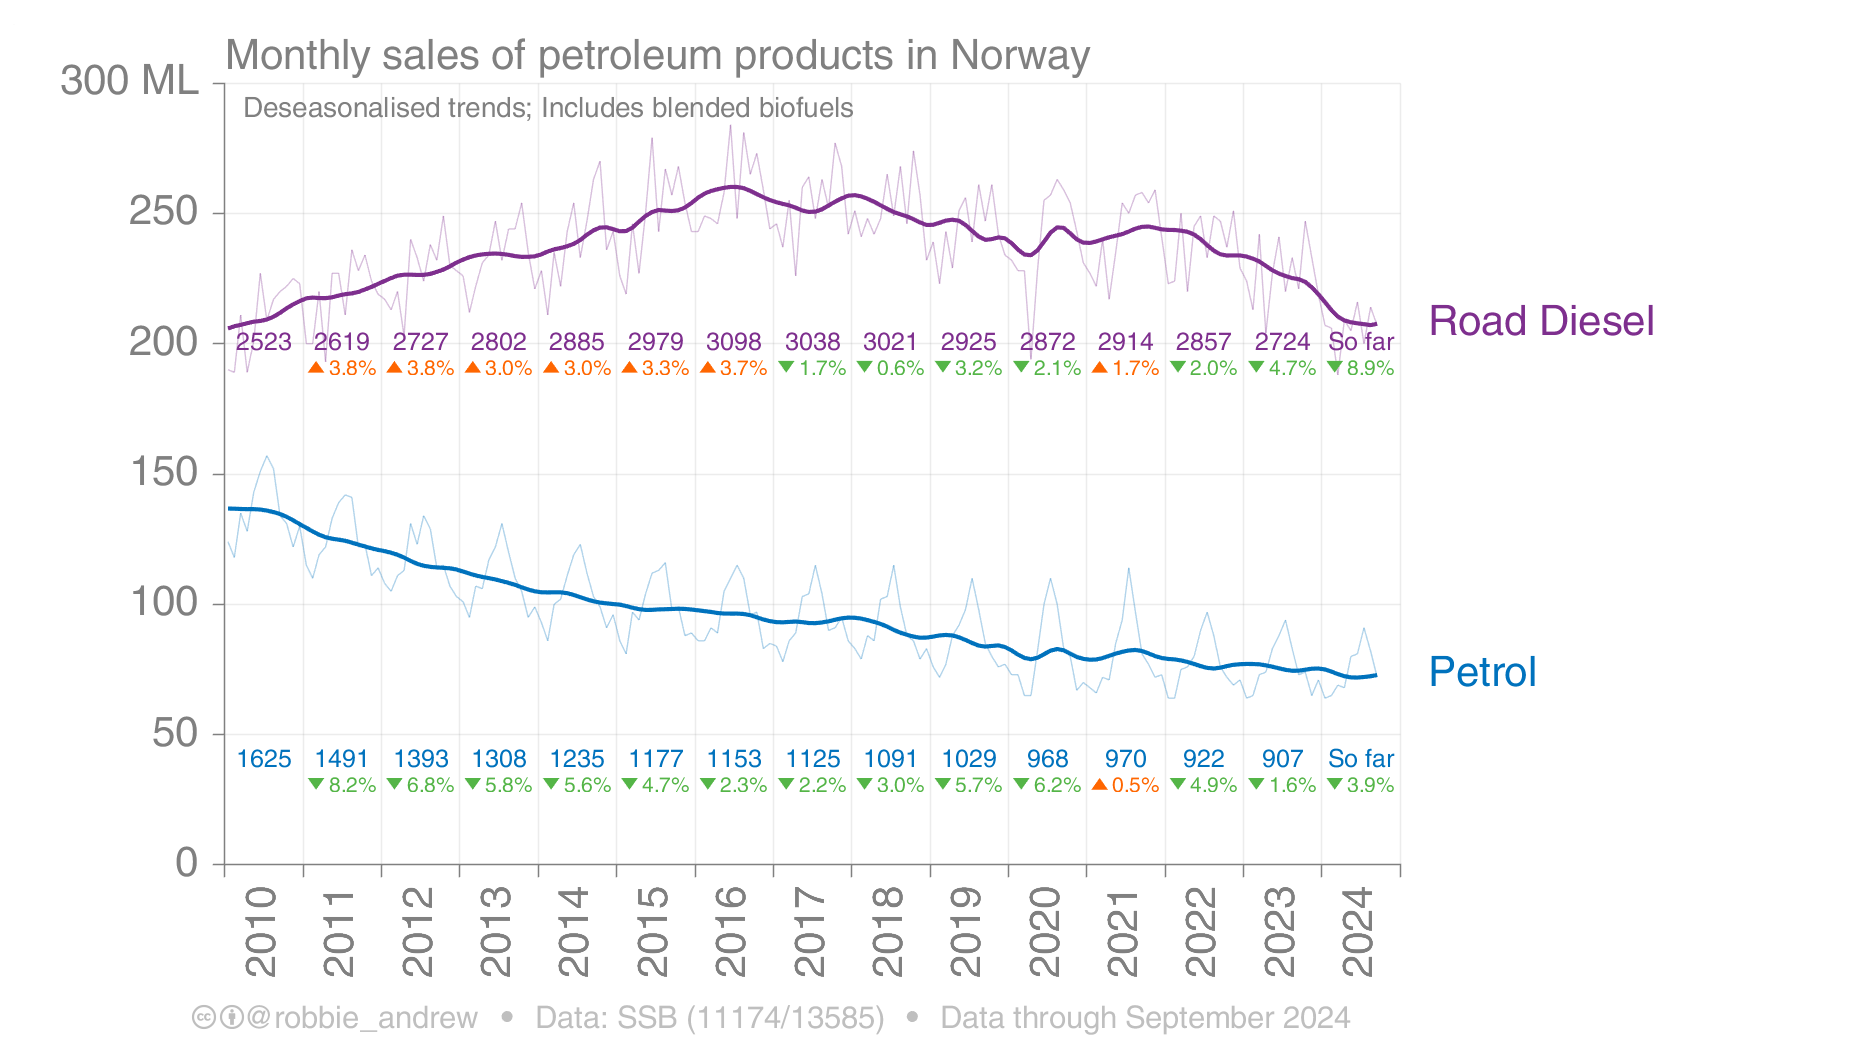 Monthly sales of petroleum products in Norway
300 ML
Deseasonalised trends; Includes blended biofuels
250
200
2523 2619 2727 2802 2885 2979 3098 3038 3021 2925 2872 2914 2857 2724 So far
▲ 3.8% ▲ 3.8% ▲ 3.0% ▲ 3.0% ▲ 3.3% ▲ 3.7% ▼ 1.7% ▼ 0.6% ▼ 3.2% ▼ 2.1% ▲ 1.7% ▼ 2.0% ▼ 4.7% ▼ 8.9%
Road Diesel
150
100
Petrol
50
1625 1491 1393 1308 1235 1177 1153 1125 1091 1029 968 970 922 907 So far
▼ 8.2% ▼ 6.8% ▼ 5.8% ▼ 5.6% ▼ 4.7% ▼ 2.3% ▼ 2.2% ▼ 3.0% ▼ 5.7% ▼ 6.2% ▲ 0.5% ▼ 4.9% ▼ 1.6% ▼ 3.9%
0
2010 2011 2012 2013 2014 2015 2016 2017 2018 2019 2020 2021 2022 2023 2024
cc @robbie_andrew • Data: SSB (11174/13585) • Data through September 2024